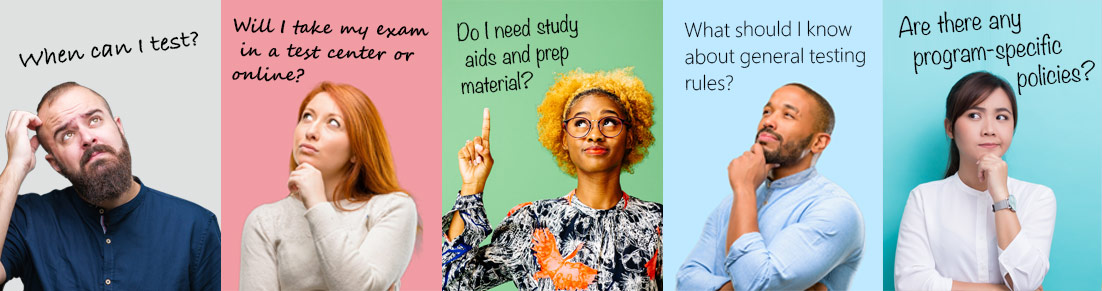 When can I test?
Will I take my exam
in a test center or
online?
Do I need study
aids and prep
material?
What should I know
about general testing
rules?
Are there any
program-specific
policies?